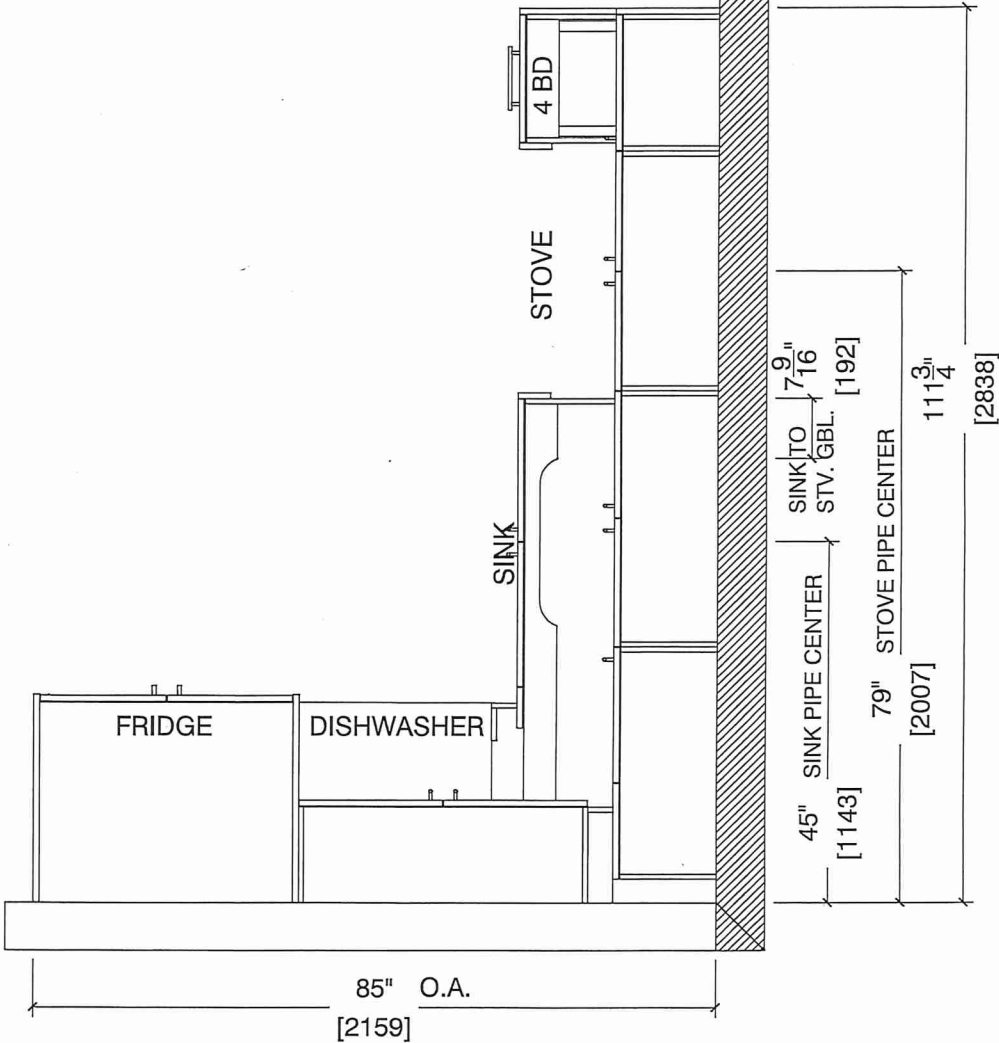 4 BD
STOVE
SINK
FRIDGE
DISHWASHER
7 9/16"
[192]
SINK TO
STV. GBL.
45" SINK PIPE CENTER
[1143]
79" STOVE PIPE CENTER
[2007]
111 3/4"
[2838]
85" O.A.
[2159]